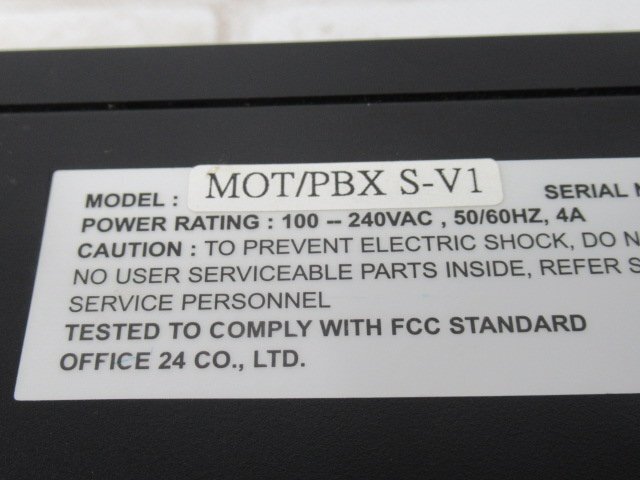 MODEL : MOT/PBX S-V1 SERIAL
POWER RATING : 100 -- 240VAC , 50/60HZ, 4A
CAUTION : TO PREVENT ELECTRIC SHOCK, DO
NO USER SERVICEABLE PARTS INSIDE, REFER
SERVICE PERSONNEL
TESTED TO COMPLY WITH FCC STANDARD
OFFICE 24 CO., LTD.